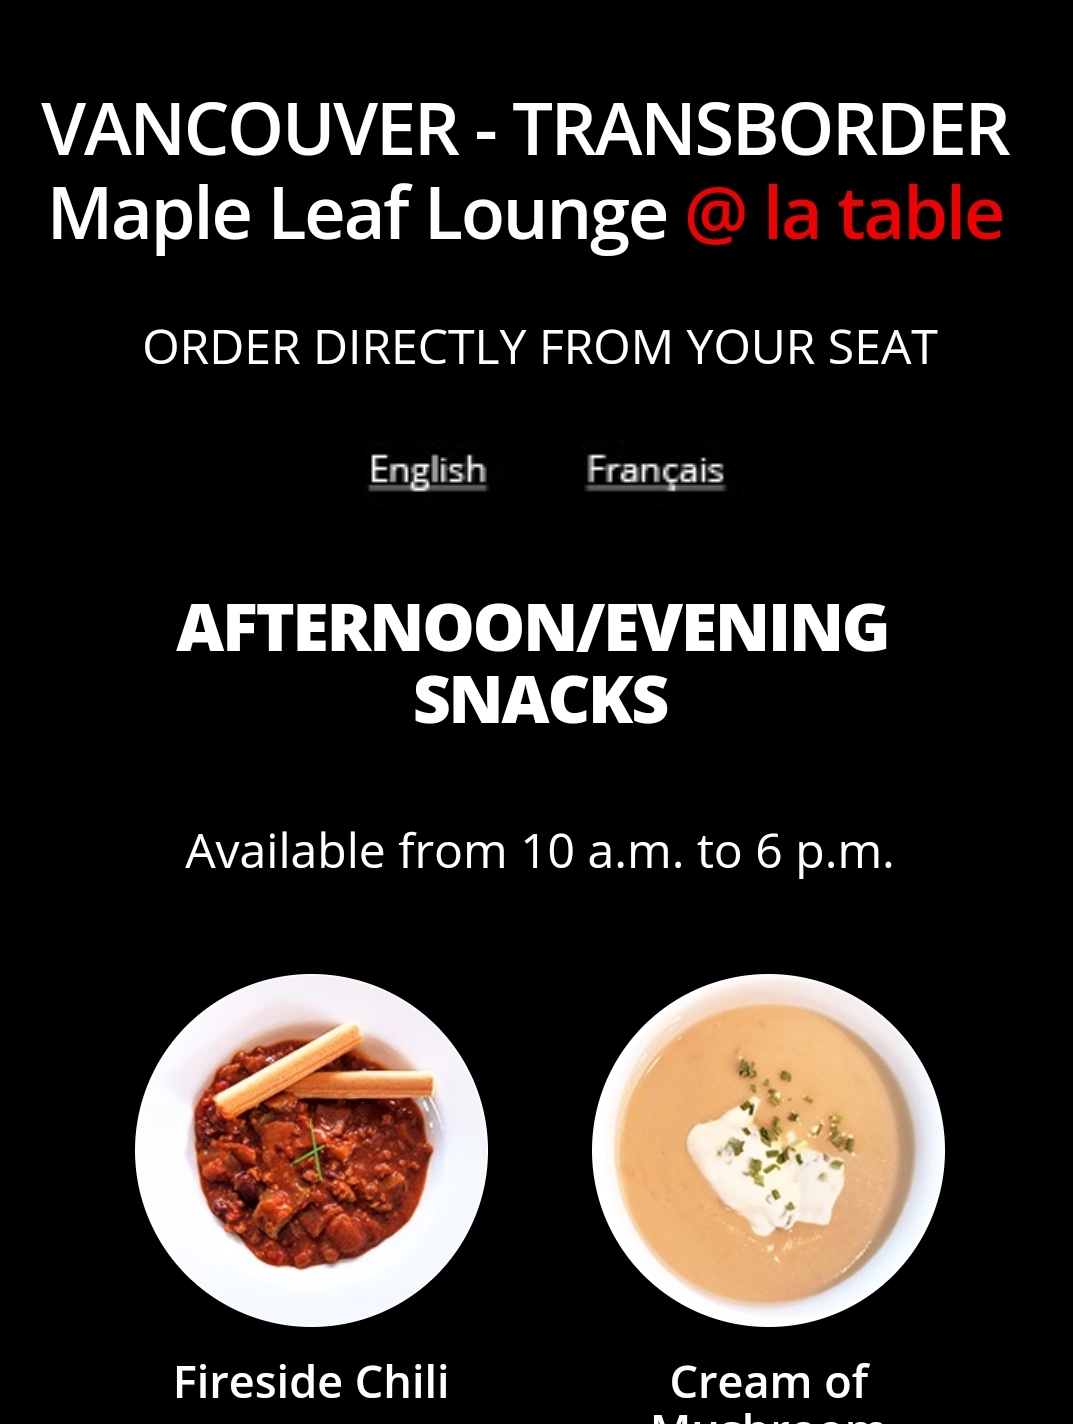 VANCOUVER - TRANSBORDER
Maple Leaf Lounge @ la table
ORDER DIRECTLY FROM YOUR SEAT
English Français
AFTERNOON/EVENING
SNACKS
Available from 10 a.m. to 6 p.m.
Fireside Chili Cream of
Mushroom